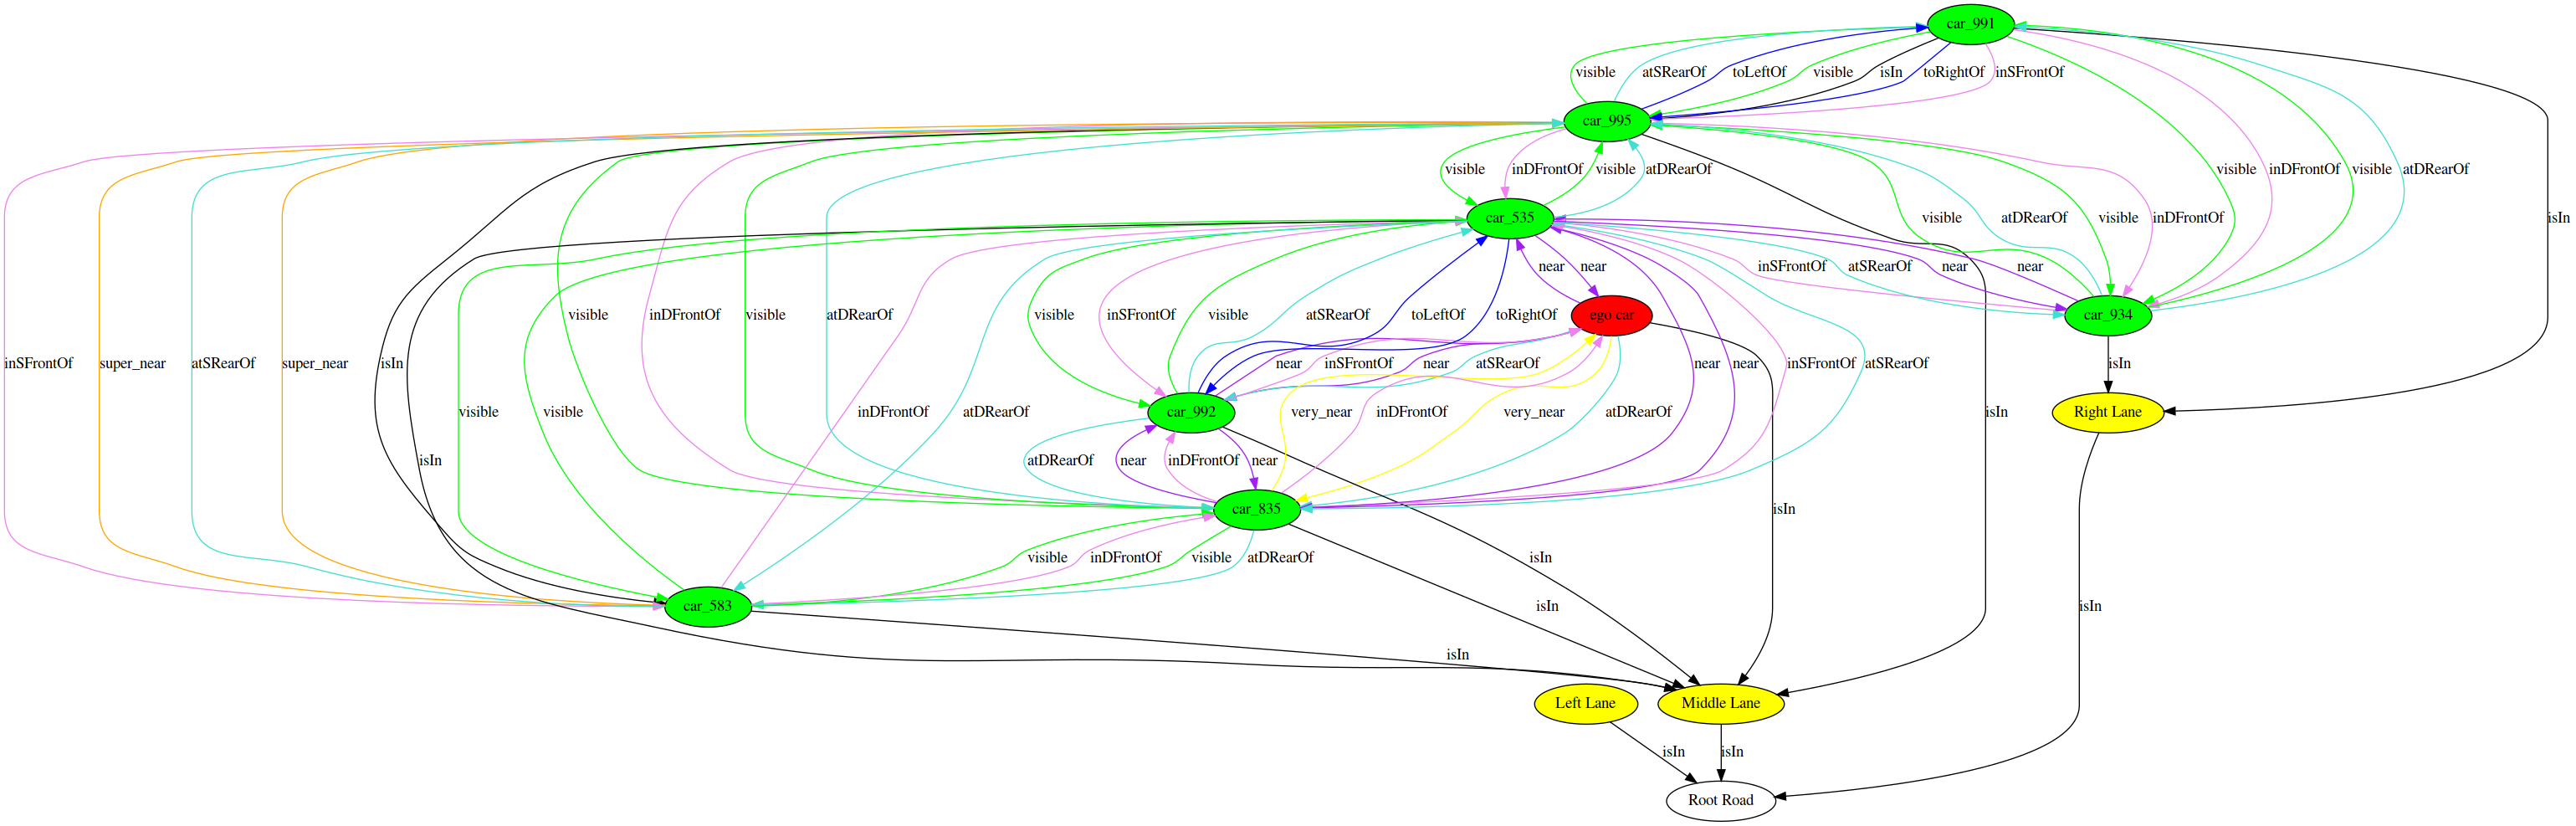 car_991
visible atSRearOf toLeftOf visible isIn toRightOf inSFrontOf
car_995
visible inDFrontOf visible atDRearOf visible inDFrontOf visible atDRearOf
car_535 visible atDRearOf visible inDFrontOf isIn
near near inSFrontOf atSRearOf near near
visible inDFrontOf visible atDRearOf visible inSFrontOf visible atSRearOf toLeftOf toRightOf ego car car_934
inSFrontOf super_near atSRearOf super_near isIn near inSFrontOf near atSRearOf near near inSFrontOf atSRearOf isIn
visible visible inDFrontOf atDRearOf car_992 very_near inDFrontOf very_near atDRearOf isIn isIn Right Lane
isIn atDRearOf near inDFrontOf near
car_835 isIn
visible inDFrontOf visible atDRearOf isIn
car_583 isIn isIn
isIn
Left Lane Middle Lane
isIn isIn
Root Road